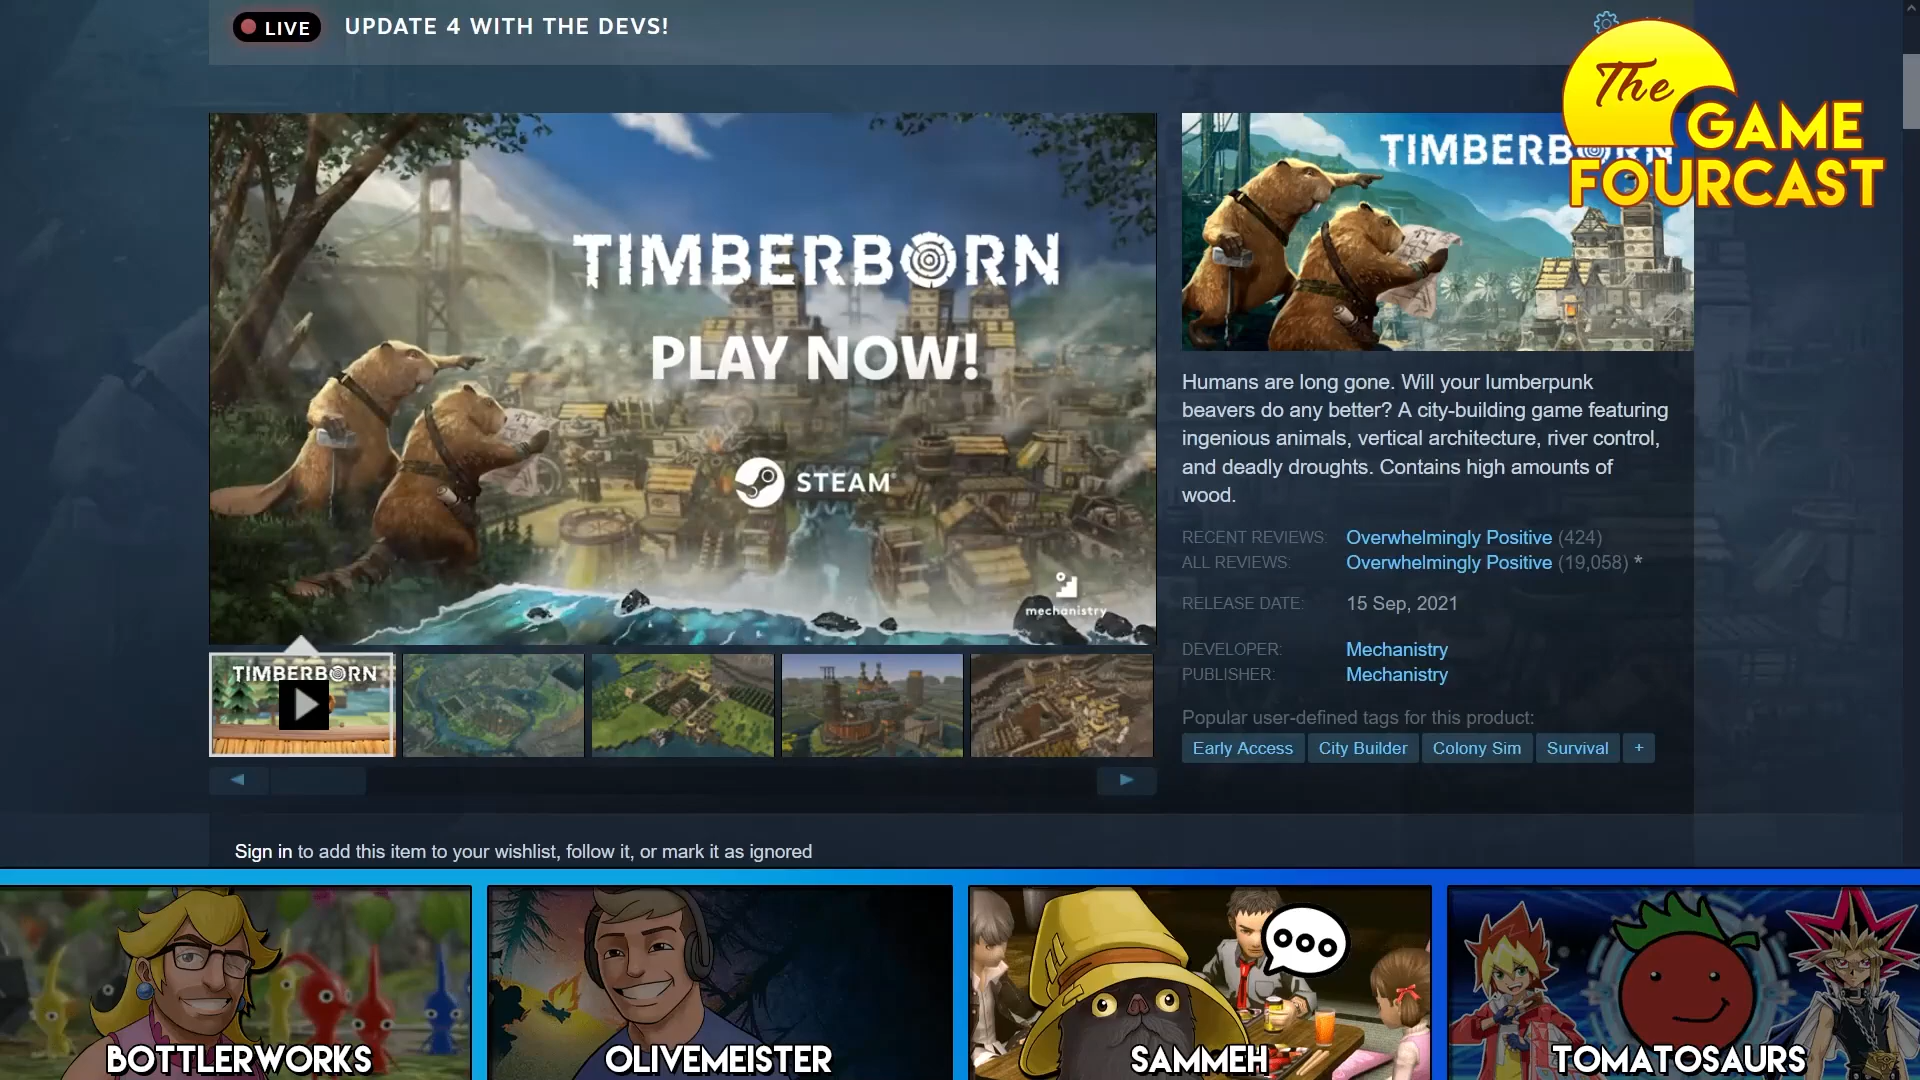 LIVE
UPDATE 4 WITH THE DEVS!
The
GAME
FOURCAST
TIMBERBORN
PLAY NOW!
STEAM
mechanistry
TIMBERBORN
TIMBERBORN
Humans are long gone. Will your lumberpunk
beavers do any better? A city-building game featuring
ingenious animals, vertical architecture, river control,
and deadly droughts. Contains high amounts of
wood.
RECENT REVIEWS: Overwhelmingly Positive (424)
ALL REVIEWS: Overwhelmingly Positive (19,058) *
RELEASE DATE: 15 Sep, 2021
DEVELOPER: Mechanistry
PUBLISHER: Mechanistry
Popular user-defined tags for this product:
Early Access City Builder Colony Sim Survival +
Sign in to add this item to your wishlist, follow it, or mark it as ignored
BOTTLERWORKS
OLIVEMEISTER
SAMMEH
TOMATOSAURS